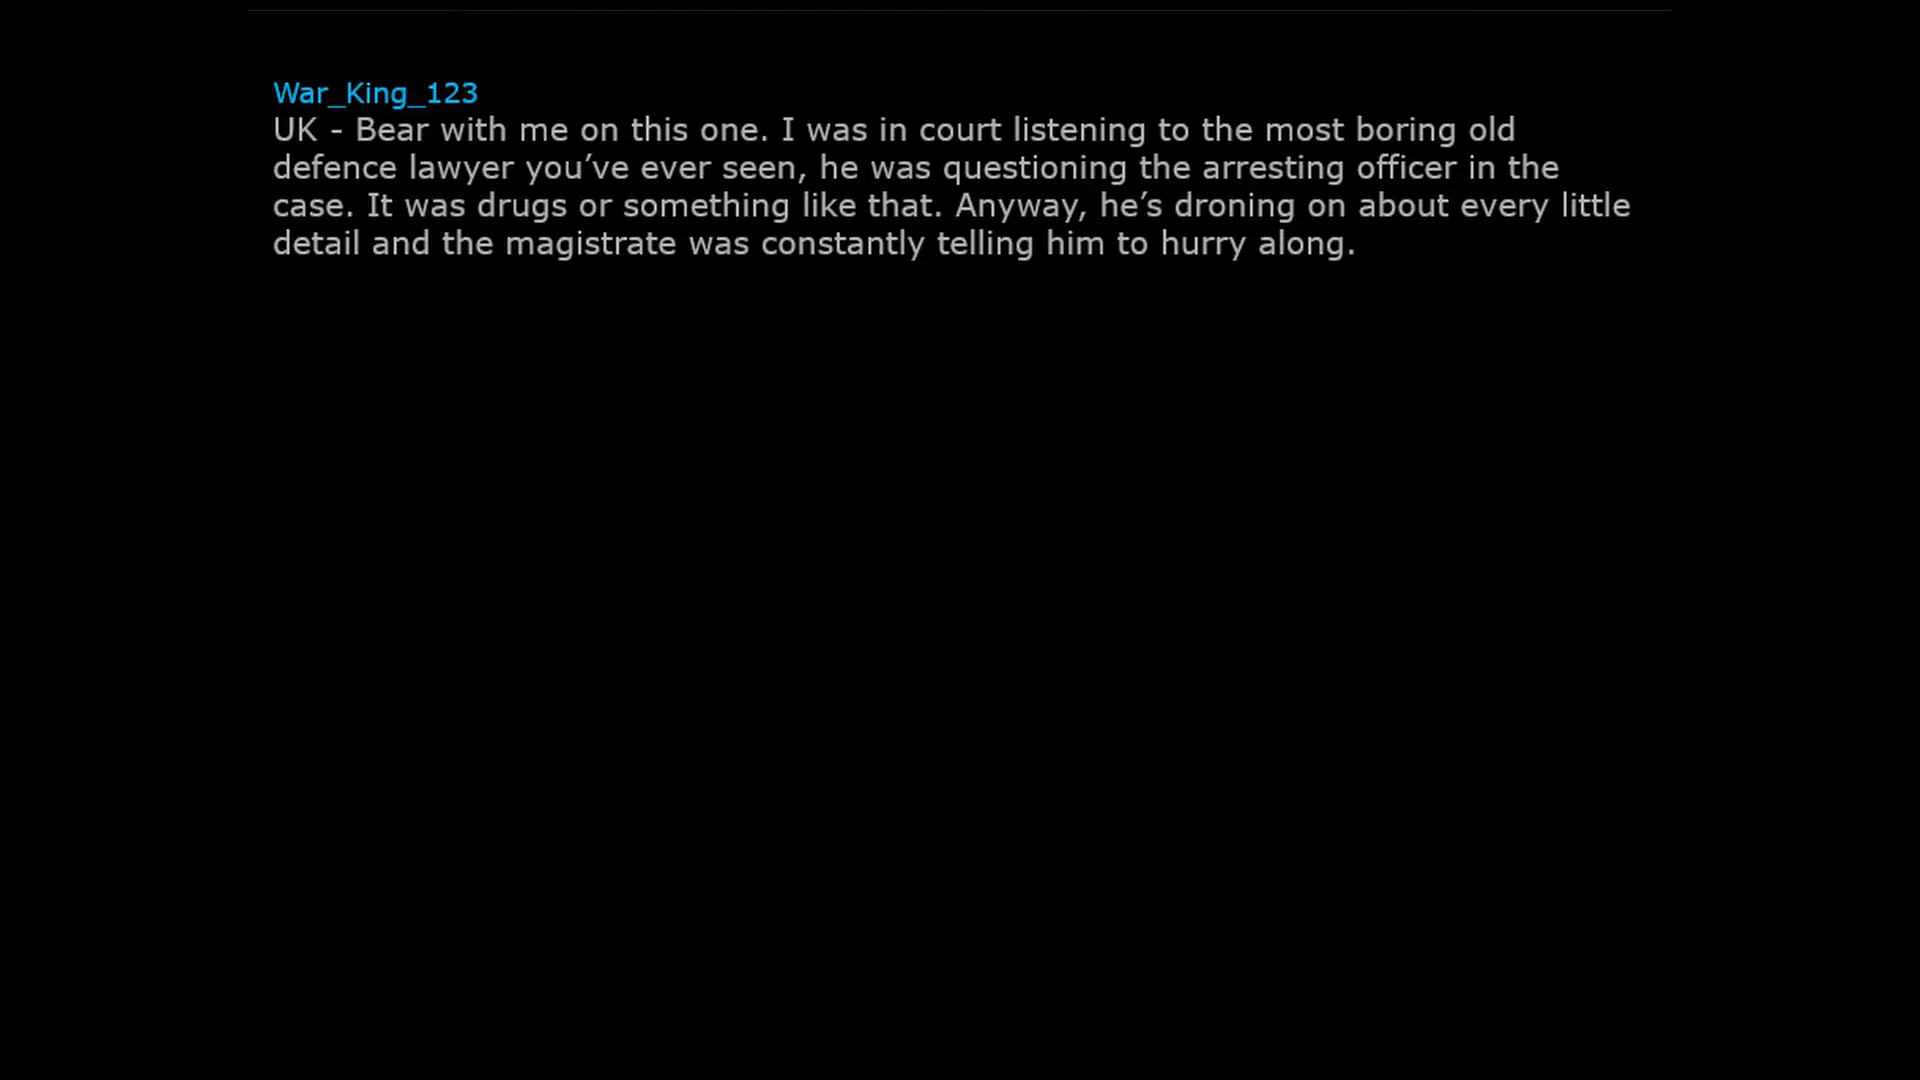 War_King_123
UK - Bear with me on this one. I was in court listening to the most boring old
defence lawyer you’ve ever seen, he was questioning the arresting officer in the
case. It was drugs or something like that. Anyway, he’s droning on about every little
detail and the magistrate was constantly telling him to hurry along.